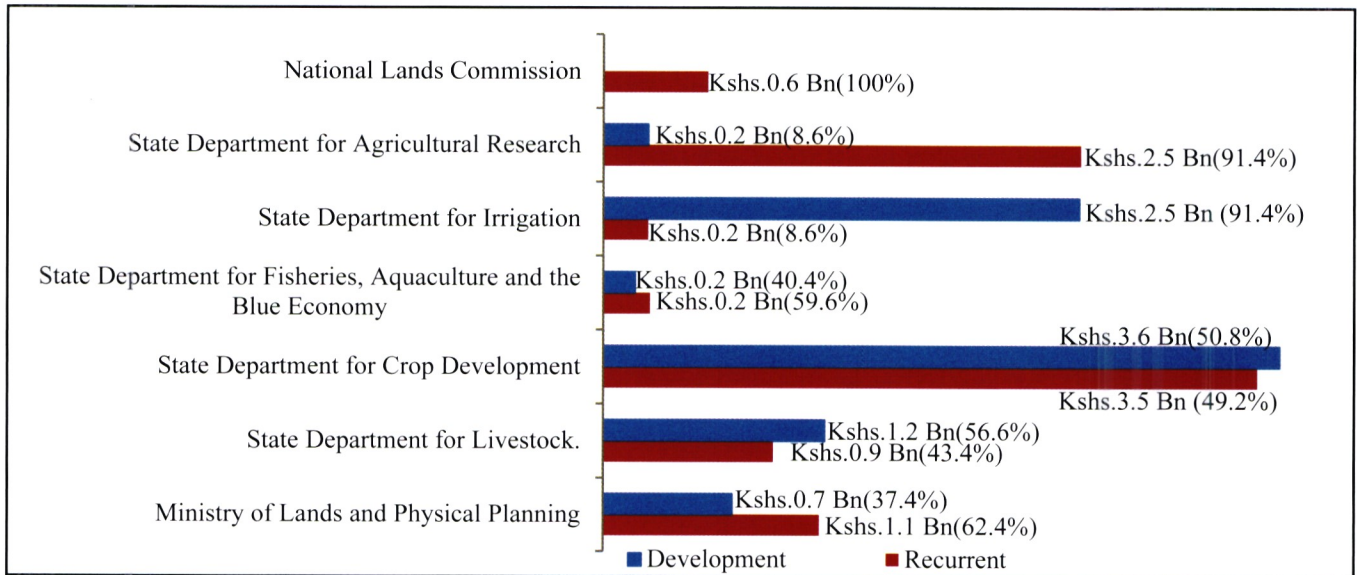 National Lands Commission
Kshs.0.6 Bn(100%)
State Department for Agricultural Research
Kshs.0.2 Bn(8.6%)
Kshs.2.5 Bn(91.4%)
State Department for Irrigation
Kshs.2.5 Bn (91.4%)
Kshs.0.2 Bn(8.6%)
State Department for Fisheries, Aquaculture and the
Blue Economy
Kshs.0.2 Bn(40.4%)
Kshs.0.2 Bn(59.6%)
State Department for Crop Development
Kshs.3.6 Bn(50.8%)
Kshs.3.5 Bn (49.2%)
State Department for Livestock.
Kshs.1.2 Bn(56.6%)
Kshs.0.9 Bn(43.4%)
Ministry of Lands and Physical Planning
Kshs.0.7 Bn(37.4%)
Kshs.1.1 Bn(62.4%)
Development
Recurrent